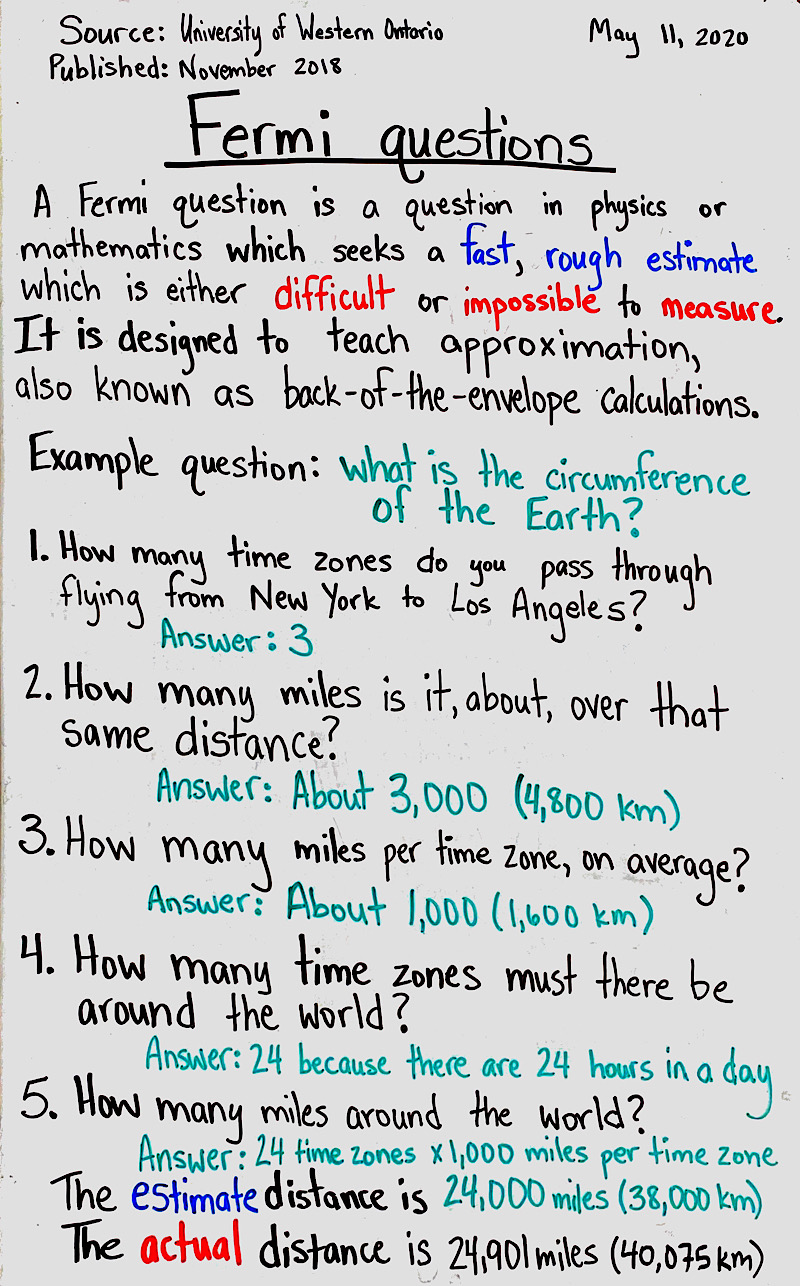 Source: University of Western Ontario
May 11, 2020
Published: November 2018
Fermi questions
A Fermi question is a question in physics or
mathematics which seeks a fast, rough estimate
which is either difficult or impossible to measure.
It is designed to teach approximation,
also known as back-of-the-envelope calculations.
Example question: what is the circumference
of the Earth?
1. How many time zones do you pass through
flying from New York to Los Angeles?
Answer: 3
2. How many miles is it, about, over that
same distance?
Answer: About 3,000 (4,800 km)
3. How many miles per time zone, on average?
Answer: About 1,000 (1,600 km)
4. How many time zones must there be
around the world?
Answer: 24 because there are 24 hours in a day
5. How many miles around the world?
Answer: 24 time zones x 1,000 miles per time zone
The estimate distance is 24,000 miles (38,000 km)
The actual distance is 24,901 miles (40,075 km)